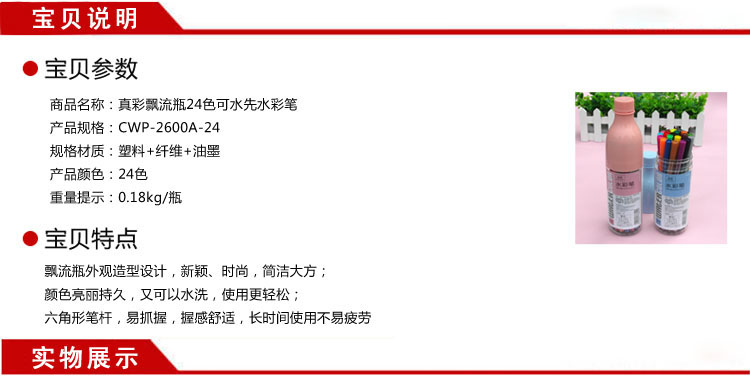 宝贝说明
宝贝参数
商品名称：真彩飘流瓶24色可水先水彩笔
产品规格：CWP-2600A-24
规格材质：塑料+纤维+油墨
产品颜色：24色
重量提示：0.18kg/瓶
水彩笔
水彩笔
宝贝特点
飘流瓶外观造型设计，新颖、时尚，简洁大方；
颜色亮丽持久，又可以水洗，使用更轻松；
六角形笔杆，易抓握，握感舒适，长时间使用不易疲劳
实物展示